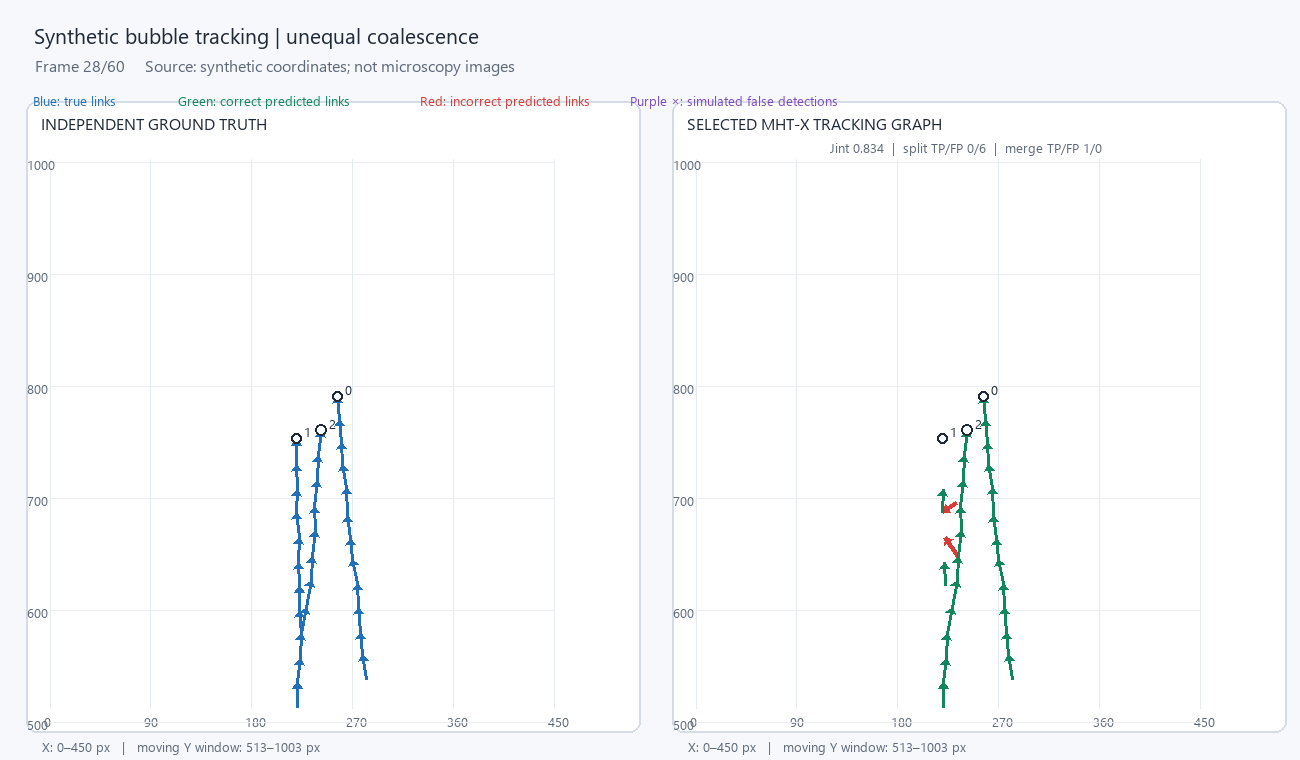 Synthetic bubble tracking | unequal coalescence
Frame 28/60 Source: synthetic coordinates; not microscopy images
Blue: true links Green: correct predicted links Red: incorrect predicted links Purple ×: simulated false detections
INDEPENDENT GROUND TRUTH
1000
900
800
700
600
500
0 90 180 270 360 450
0
1
2
X: 0–450 px | moving Y window: 513–1003 px
SELECTED MHT-X TRACKING GRAPH
Jint 0.834 | split TP/FP 0/6 | merge TP/FP 1/0
1000
900
800
700
600
500
0 90 180 270 360 450
0
1
2
X: 0–450 px | moving Y window: 513–1003 px